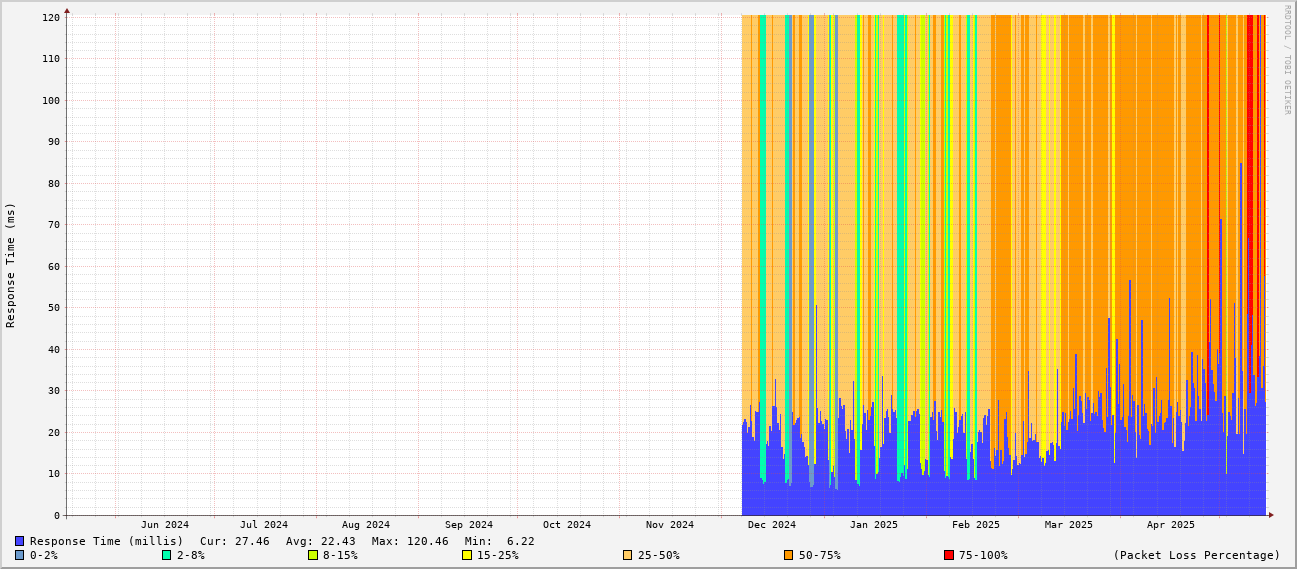 RRDTOOL / TOBI OETIKER
Response Time (ms)
120
110
100
90
80
70
60
50
40
30
20
10
0
Jun 2024 Jul 2024 Aug 2024 Sep 2024 Oct 2024 Nov 2024 Dec 2024 Jan 2025 Feb 2025 Mar 2025 Apr 2025
Response Time (millis) Cur: 27.46 Avg: 22.43 Max: 120.46 Min: 6.22
0-2% 2-8% 8-15% 15-25% 25-50% 50-75% 75-100% (Packet Loss Percentage)